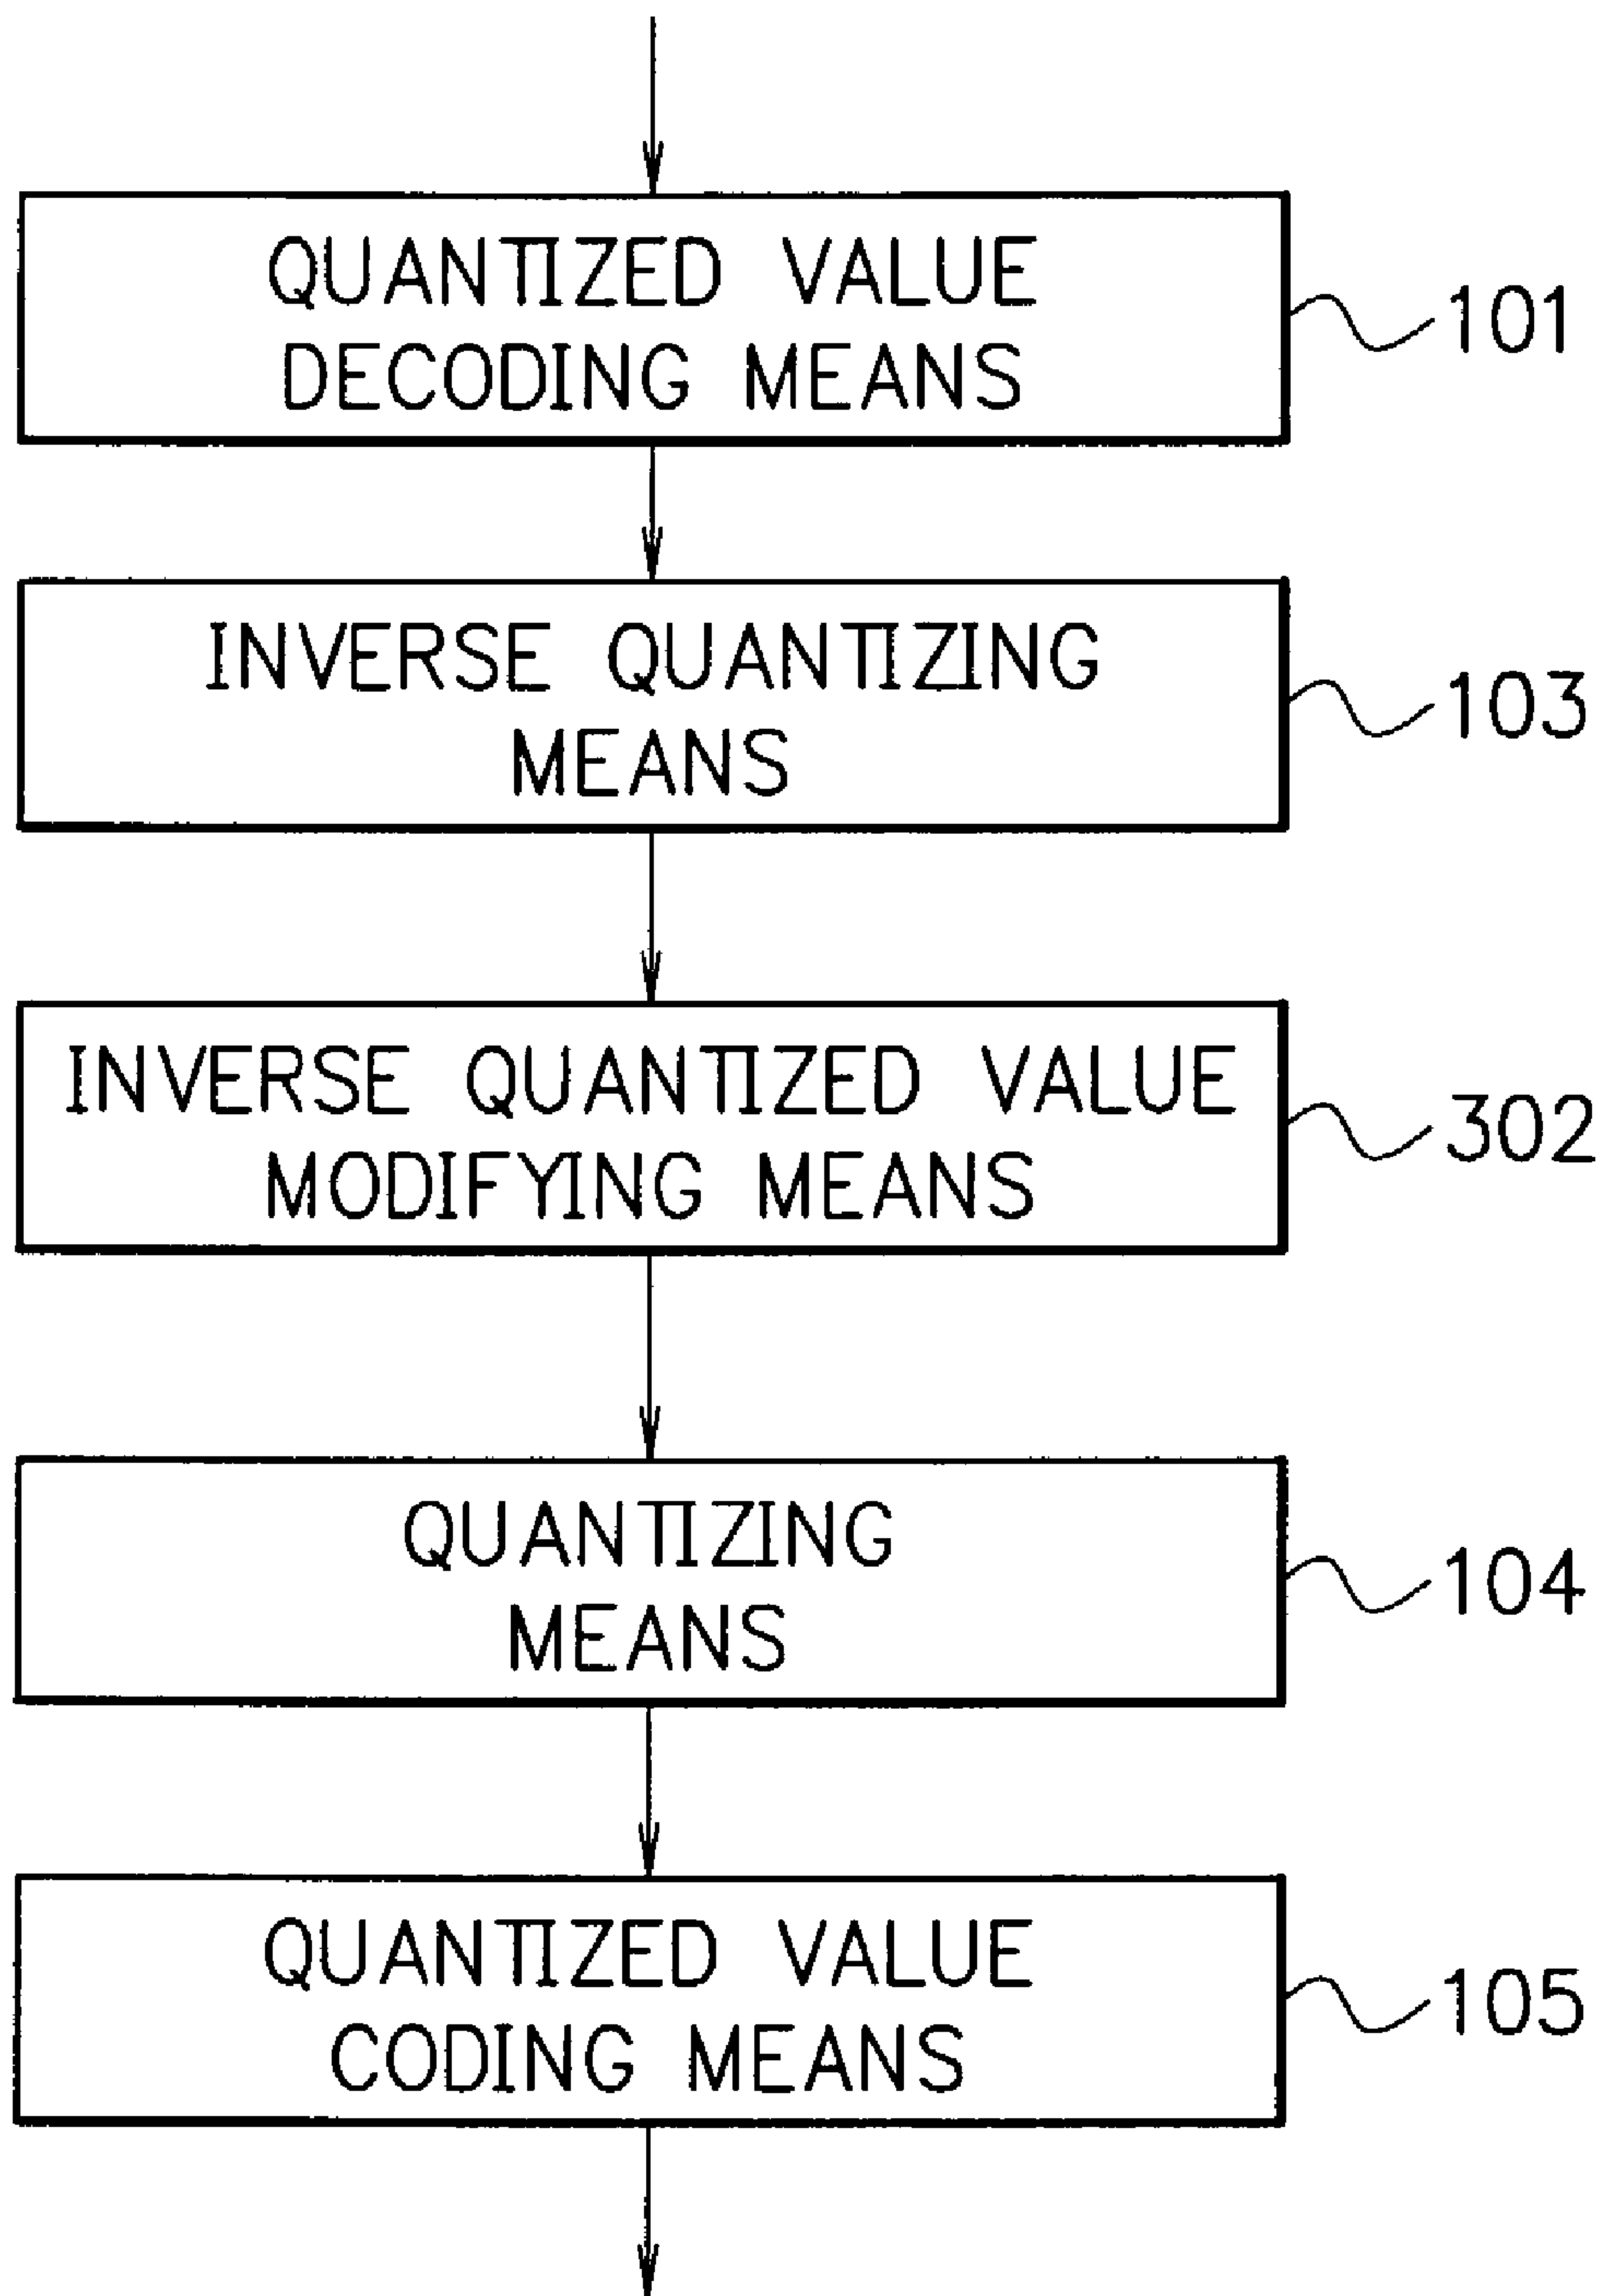 QUANTIZED VALUE
DECODING MEANS
101
INVERSE QUANTIZING
MEANS
103
INVERSE QUANTIZED VALUE
MODIFYING MEANS
302
QUANTIZING
MEANS
104
QUANTIZED VALUE
CODING MEANS
105